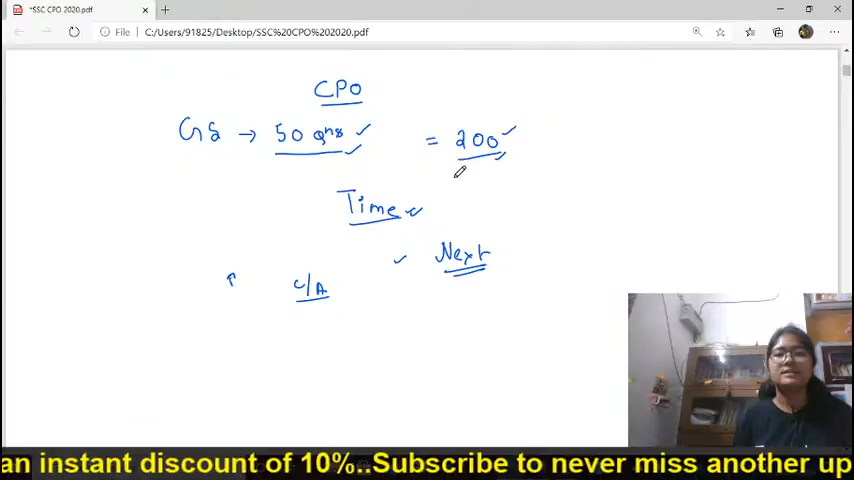 *SSC CPO 2020.pdf
File | C:/Users/91825/Desktop/SSC%20CPO%202020.pdf
CPO
GS → 50 Qns = 200
Time
Next
C/A
an instant discount of 10%..Subscribe to never miss another up